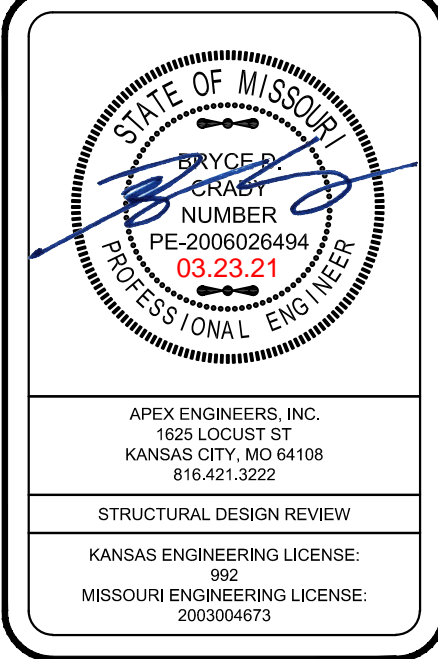 STATE OF MISSOURI
BRYCE D.
CRADY
NUMBER
PE-2006026494
03.23.21
PROFESSIONAL ENGINEER
APEX ENGINEERS, INC.
1625 LOCUST ST
KANSAS CITY, MO 64108
816.421.3222
STRUCTURAL DESIGN REVIEW
KANSAS ENGINEERING LICENSE:
992
MISSOURI ENGINEERING LICENSE:
2003004673